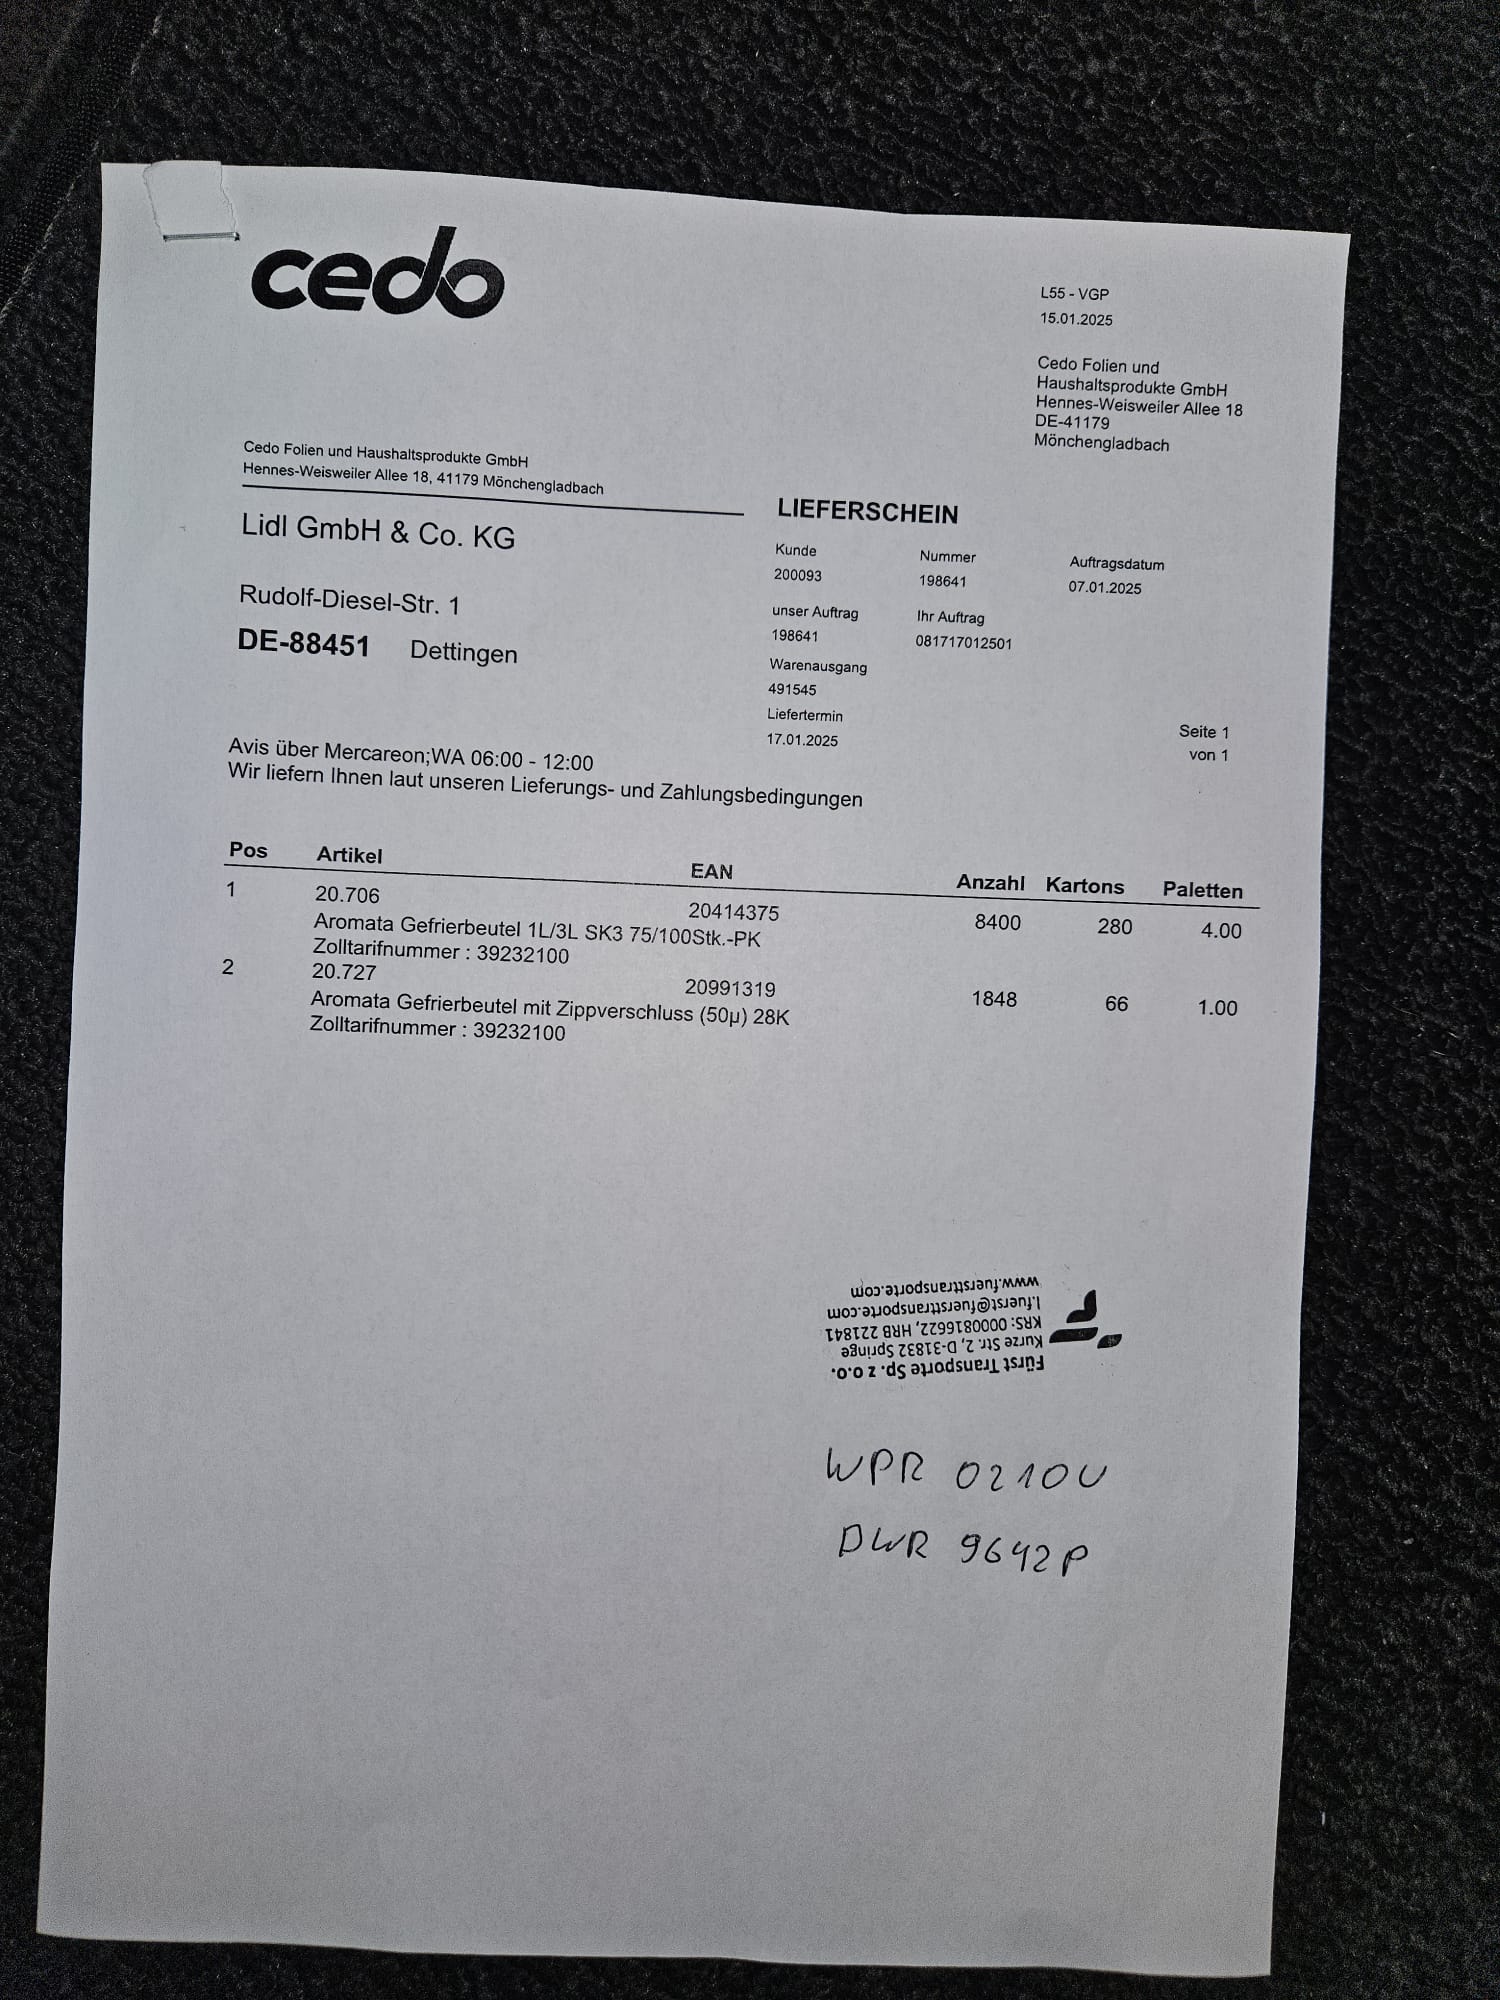 cedo
L55 - VGP
15.01.2025
Cedo Folien und
Haushaltsprodukte GmbH
Hennes-Weisweiler Allee 18
DE-41179
Mönchengladbach
Cedo Folien und Haushaltsprodukte GmbH
Hennes-Weisweiler Allee 18, 41179 Mönchengladbach
Lidl GmbH & Co. KG
Rudolf-Diesel-Str. 1
DE-88451 Dettingen
LIEFERSCHEIN
Kunde Nummer Auftragsdatum
200093 198641 07.01.2025
unser Auftrag Ihr Auftrag
198641 081717012501
Warenausgang
491545
Liefertermin
17.01.2025
Seite 1
von 1
Avis über Mercareon;WA 06:00 - 12:00
Wir liefern Ihnen laut unseren Lieferungs- und Zahlungsbedingungen
Pos Artikel EAN Anzahl Kartons Paletten
1 20.706 20414375 8400 280 4.00
Aromata Gefrierbeutel 1L/3L SK3 75/100Stk.-PK
Zolltarifnummer : 39232100
2 20.727 20991319 1848 66 1.00
Aromata Gefrierbeutel mit Zippverschluss (50µ) 28K
Zolltarifnummer : 39232100
Fürst Transporte Sp. z o.o.
Kurze Str. 2, D-31832 Springe
KRS: 0000816622, HRB 221841
l.fuerst@fuersttransporte.com
www.fuersttransporte.com
WPR 0210U
DWR 9642P